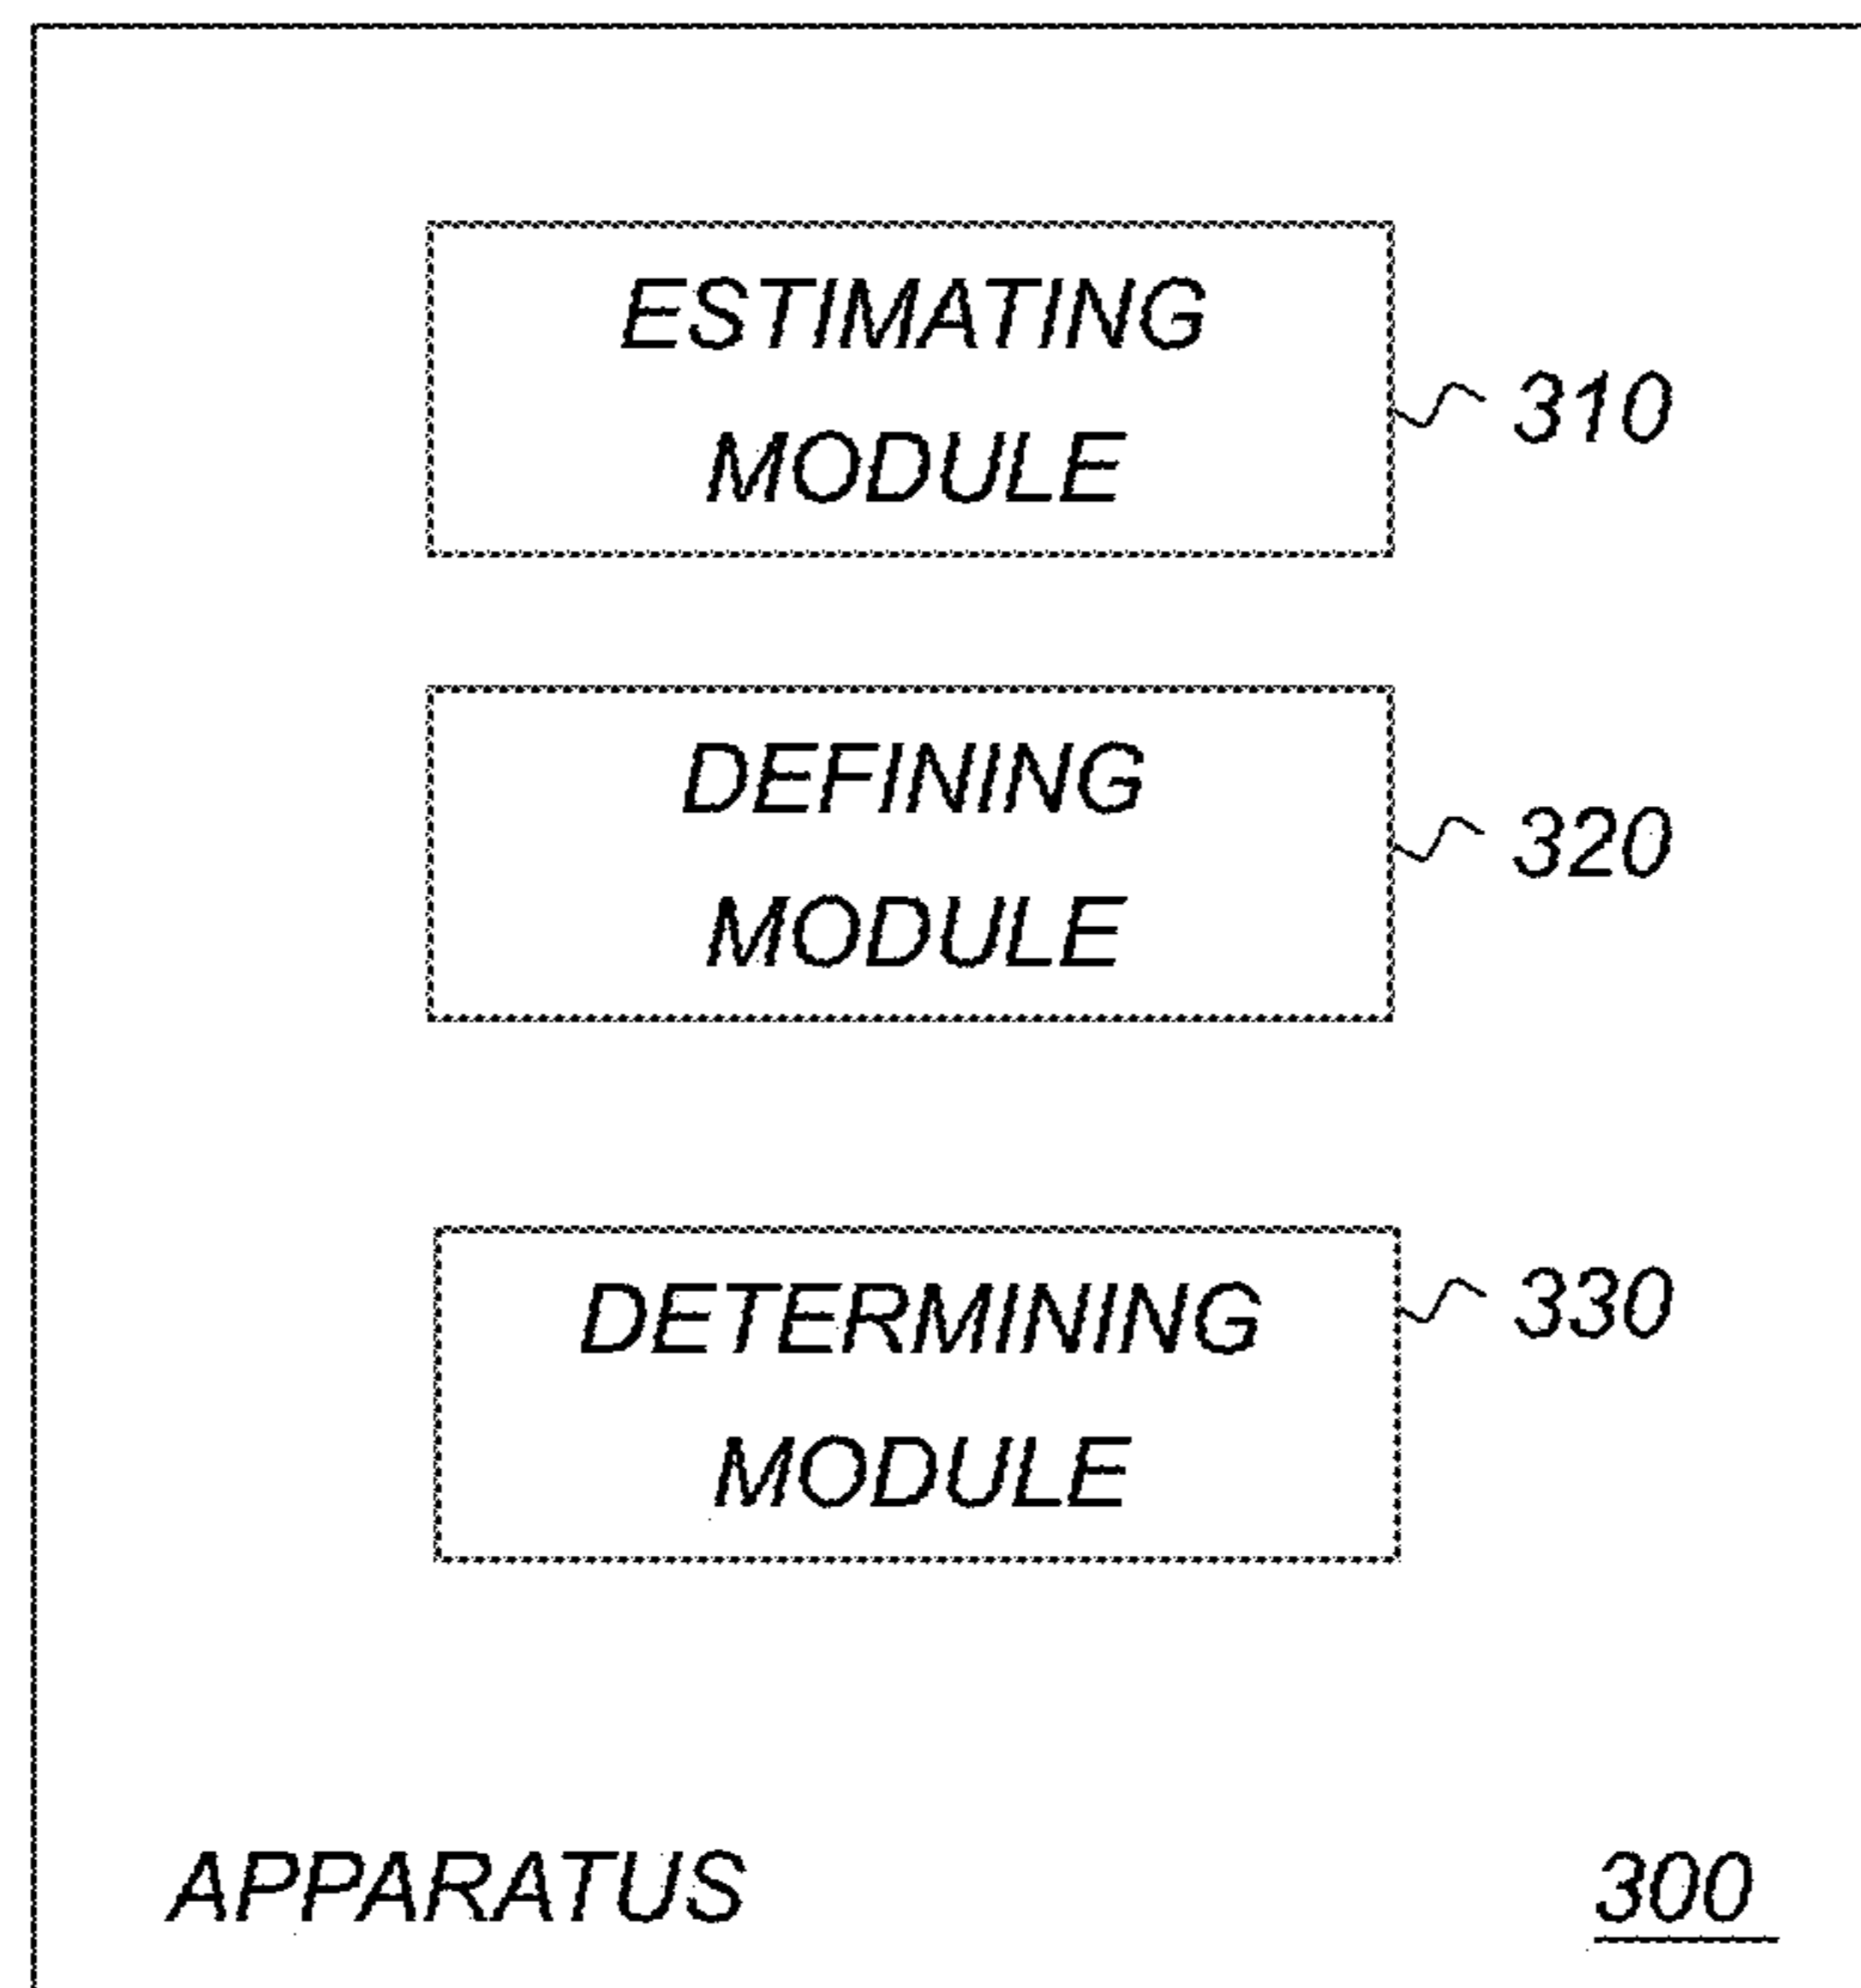 ESTIMATING
MODULE
310
DEFINING
MODULE
320
DETERMINING
MODULE
330
APPARATUS
300